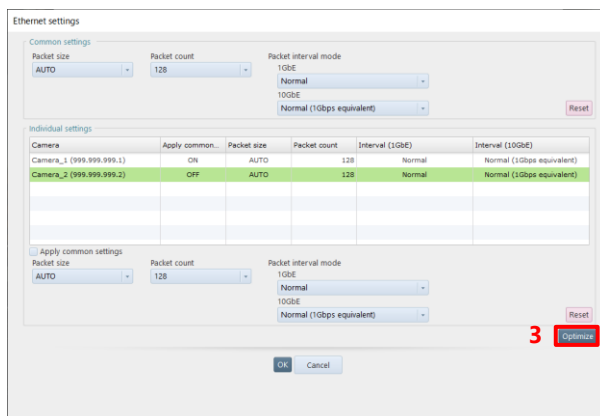 Ethernet settings
Common settings
Packet size Packet count Packet interval mode
1GbE
AUTO 128 Normal
10GbE
Normal (1Gbps equivalent) Reset
Individual settings
Camera Apply common... Packet size Packet count Interval (1GbE) Interval (10GbE)
Camera_1 (999.999.999.1) ON AUTO 128 Normal Normal (1Gbps equivalent)
Camera_2 (999.999.999.2) OFF AUTO 128 Normal Normal (1Gbps equivalent)
Apply common settings
Packet size Packet count Packet interval mode
1GbE
AUTO 128 Normal
10GbE
Normal (1Gbps equivalent) Reset
3 Optimize
OK Cancel